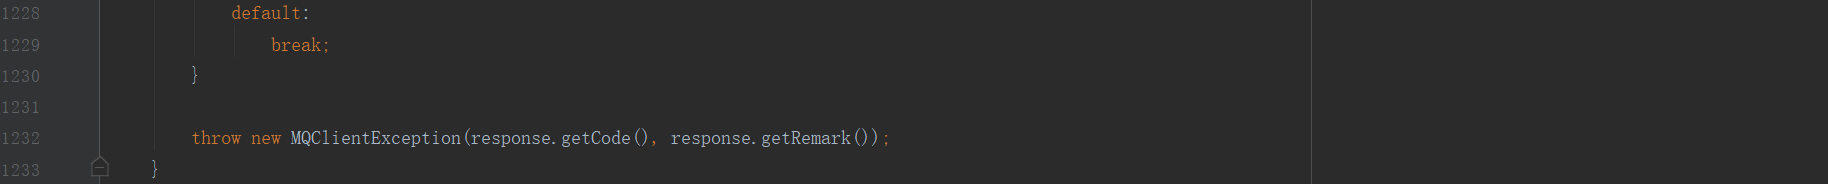 1228 default:
1229 break;
1230 }
1231
1232 throw new MQClientException(response.getCode(), response.getRemark());
1233 }